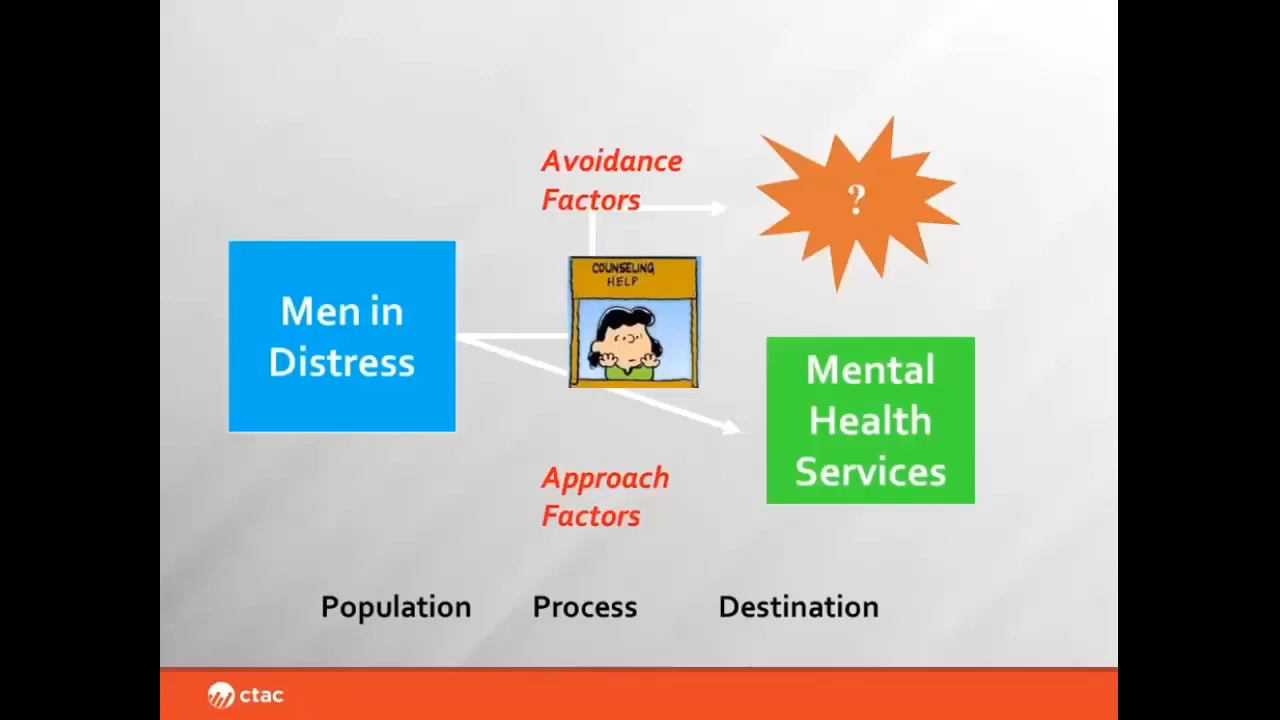 Avoidance
Factors
?
COUNSELING
HELP
Men in
Distress
Mental
Health
Services
Approach
Factors
Population Process Destination
ctac